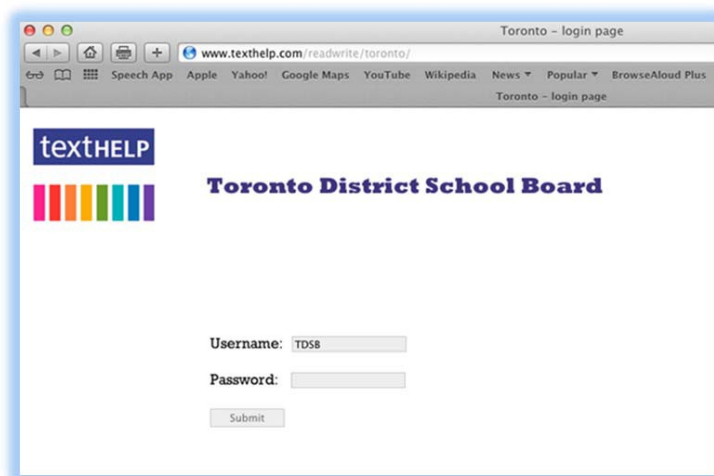 Toronto – login page
www.texthelp.com/readwrite/toronto/
Speech App Apple Yahoo! Google Maps YouTube Wikipedia News Popular BrowseAloud Plus
Toronto – login page
textHELP
Toronto District School Board
Username: TDSB
Password:
Submit